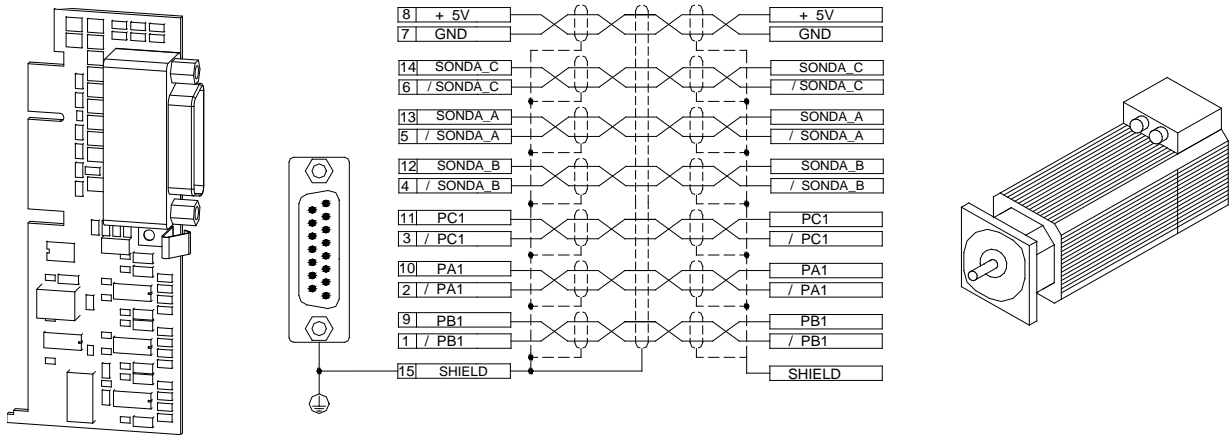 8 + 5V + 5V
7 GND GND
14 SONDA_C SONDA_C
6 / SONDA_C / SONDA_C
13 SONDA_A SONDA_A
5 / SONDA_A / SONDA_A
12 SONDA_B SONDA_B
4 / SONDA_B / SONDA_B
11 PC1 PC1
3 / PC1 / PC1
10 PA1 PA1
2 / PA1 / PA1
9 PB1 PB1
1 / PB1 / PB1
15 SHIELD SHIELD